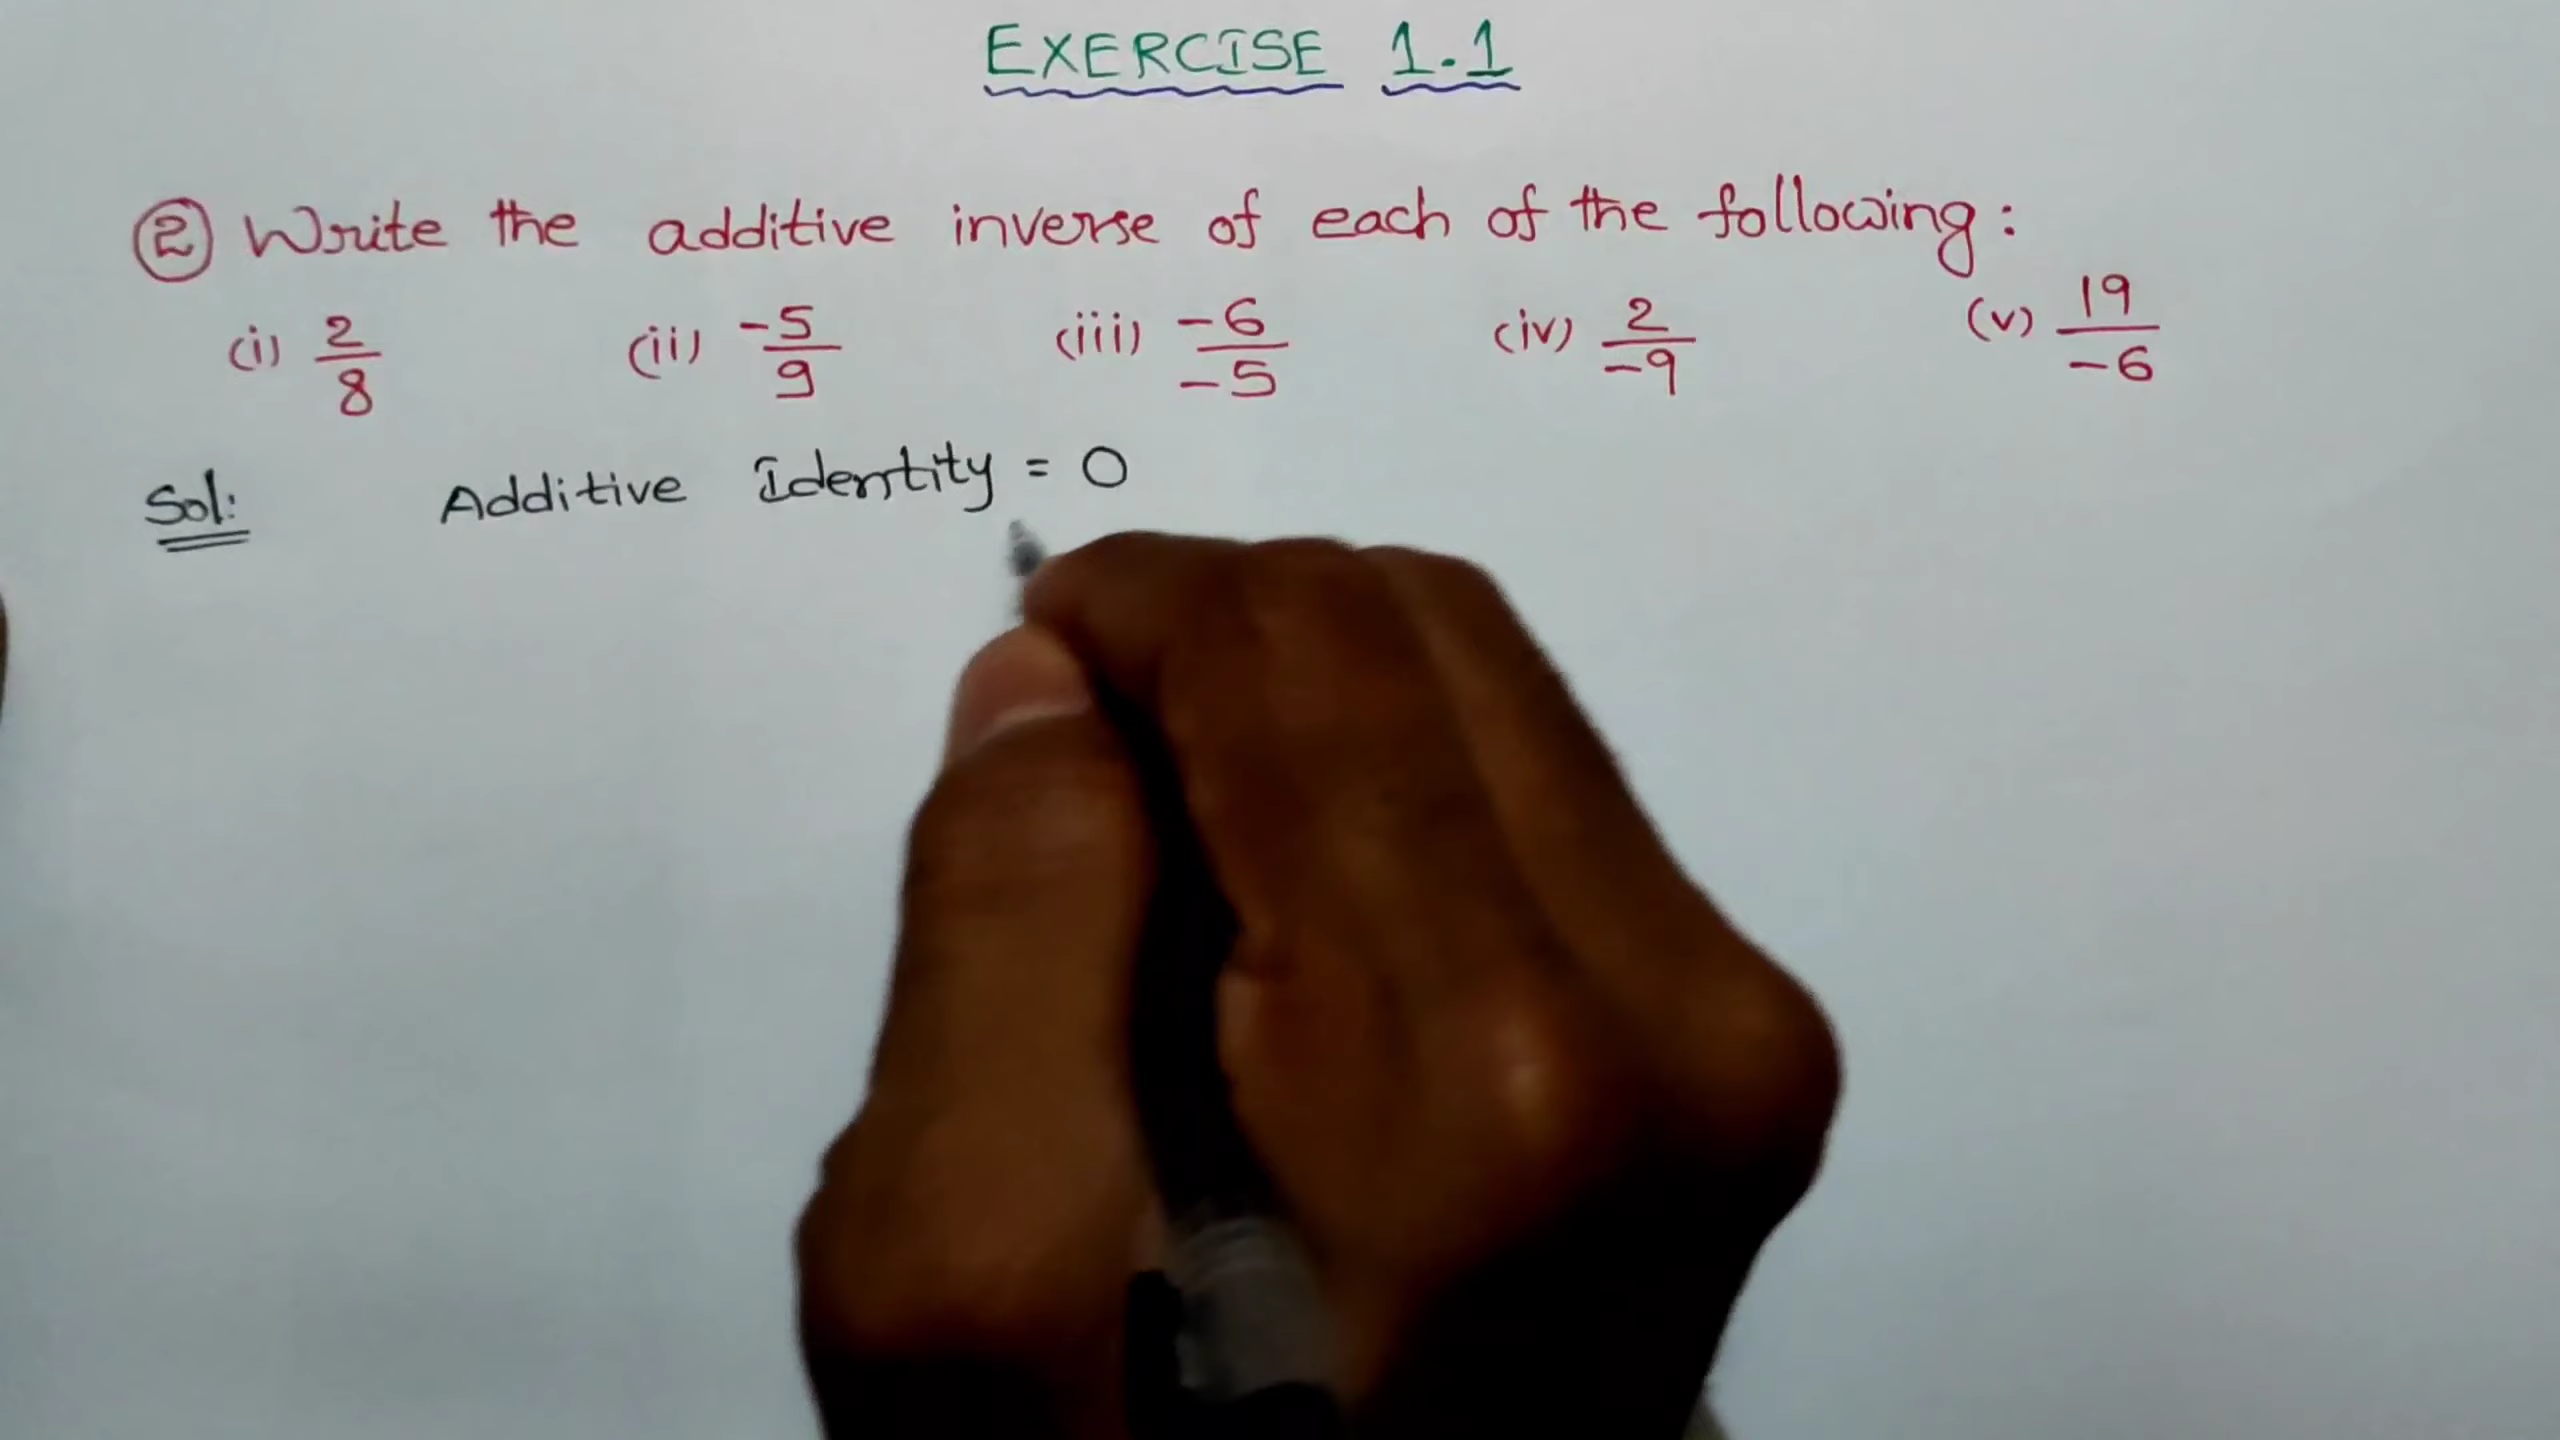 EXERCISE 1.1
② Write the additive inverse of each of the following:
(i) 2/8 (ii) -5/9 (iii) -6/-5 (iv) 2/-9 (v) 19/-6
Sol: Additive Identity = 0